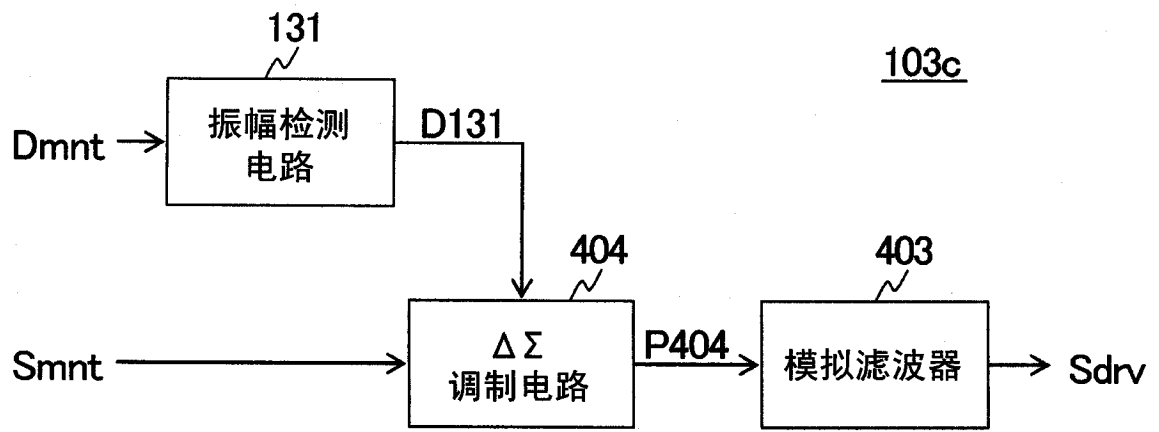 131
103c
Dmnt
振幅检测
电路
D131
404
403
Smnt
ΔΣ
调制电路
P404
模拟滤波器
Sdrv